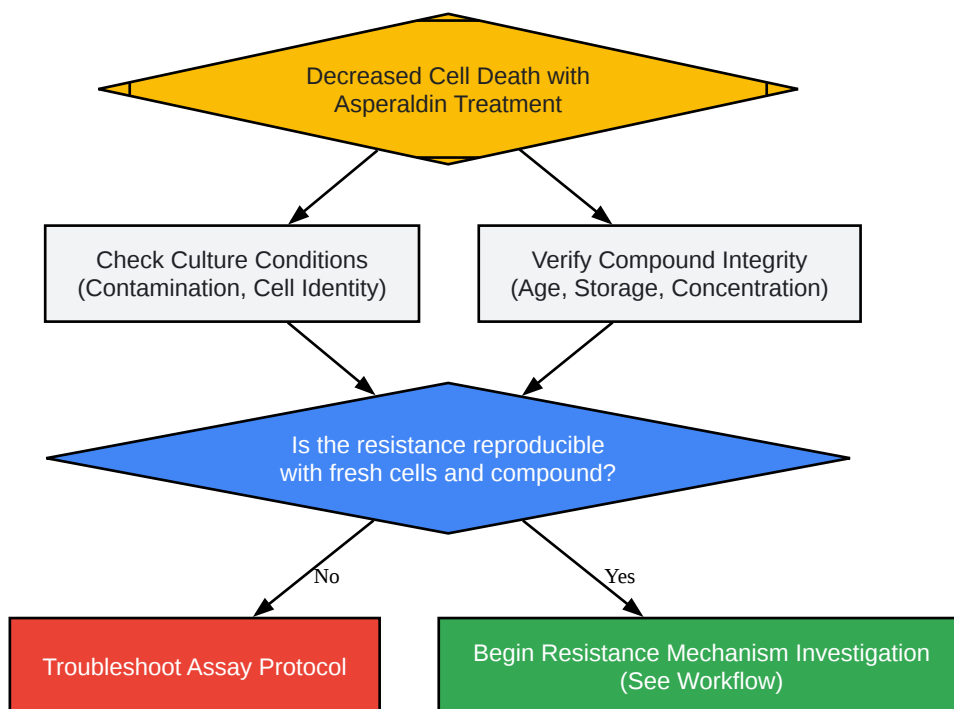 Decreased Cell Death with
Asperaldin Treatment
Check Culture Conditions
(Contamination, Cell Identity)
Verify Compound Integrity
(Age, Storage, Concentration)
Is the resistance reproducible
with fresh cells and compound?
No
Yes
Troubleshoot Assay Protocol
Begin Resistance Mechanism Investigation
(See Workflow)